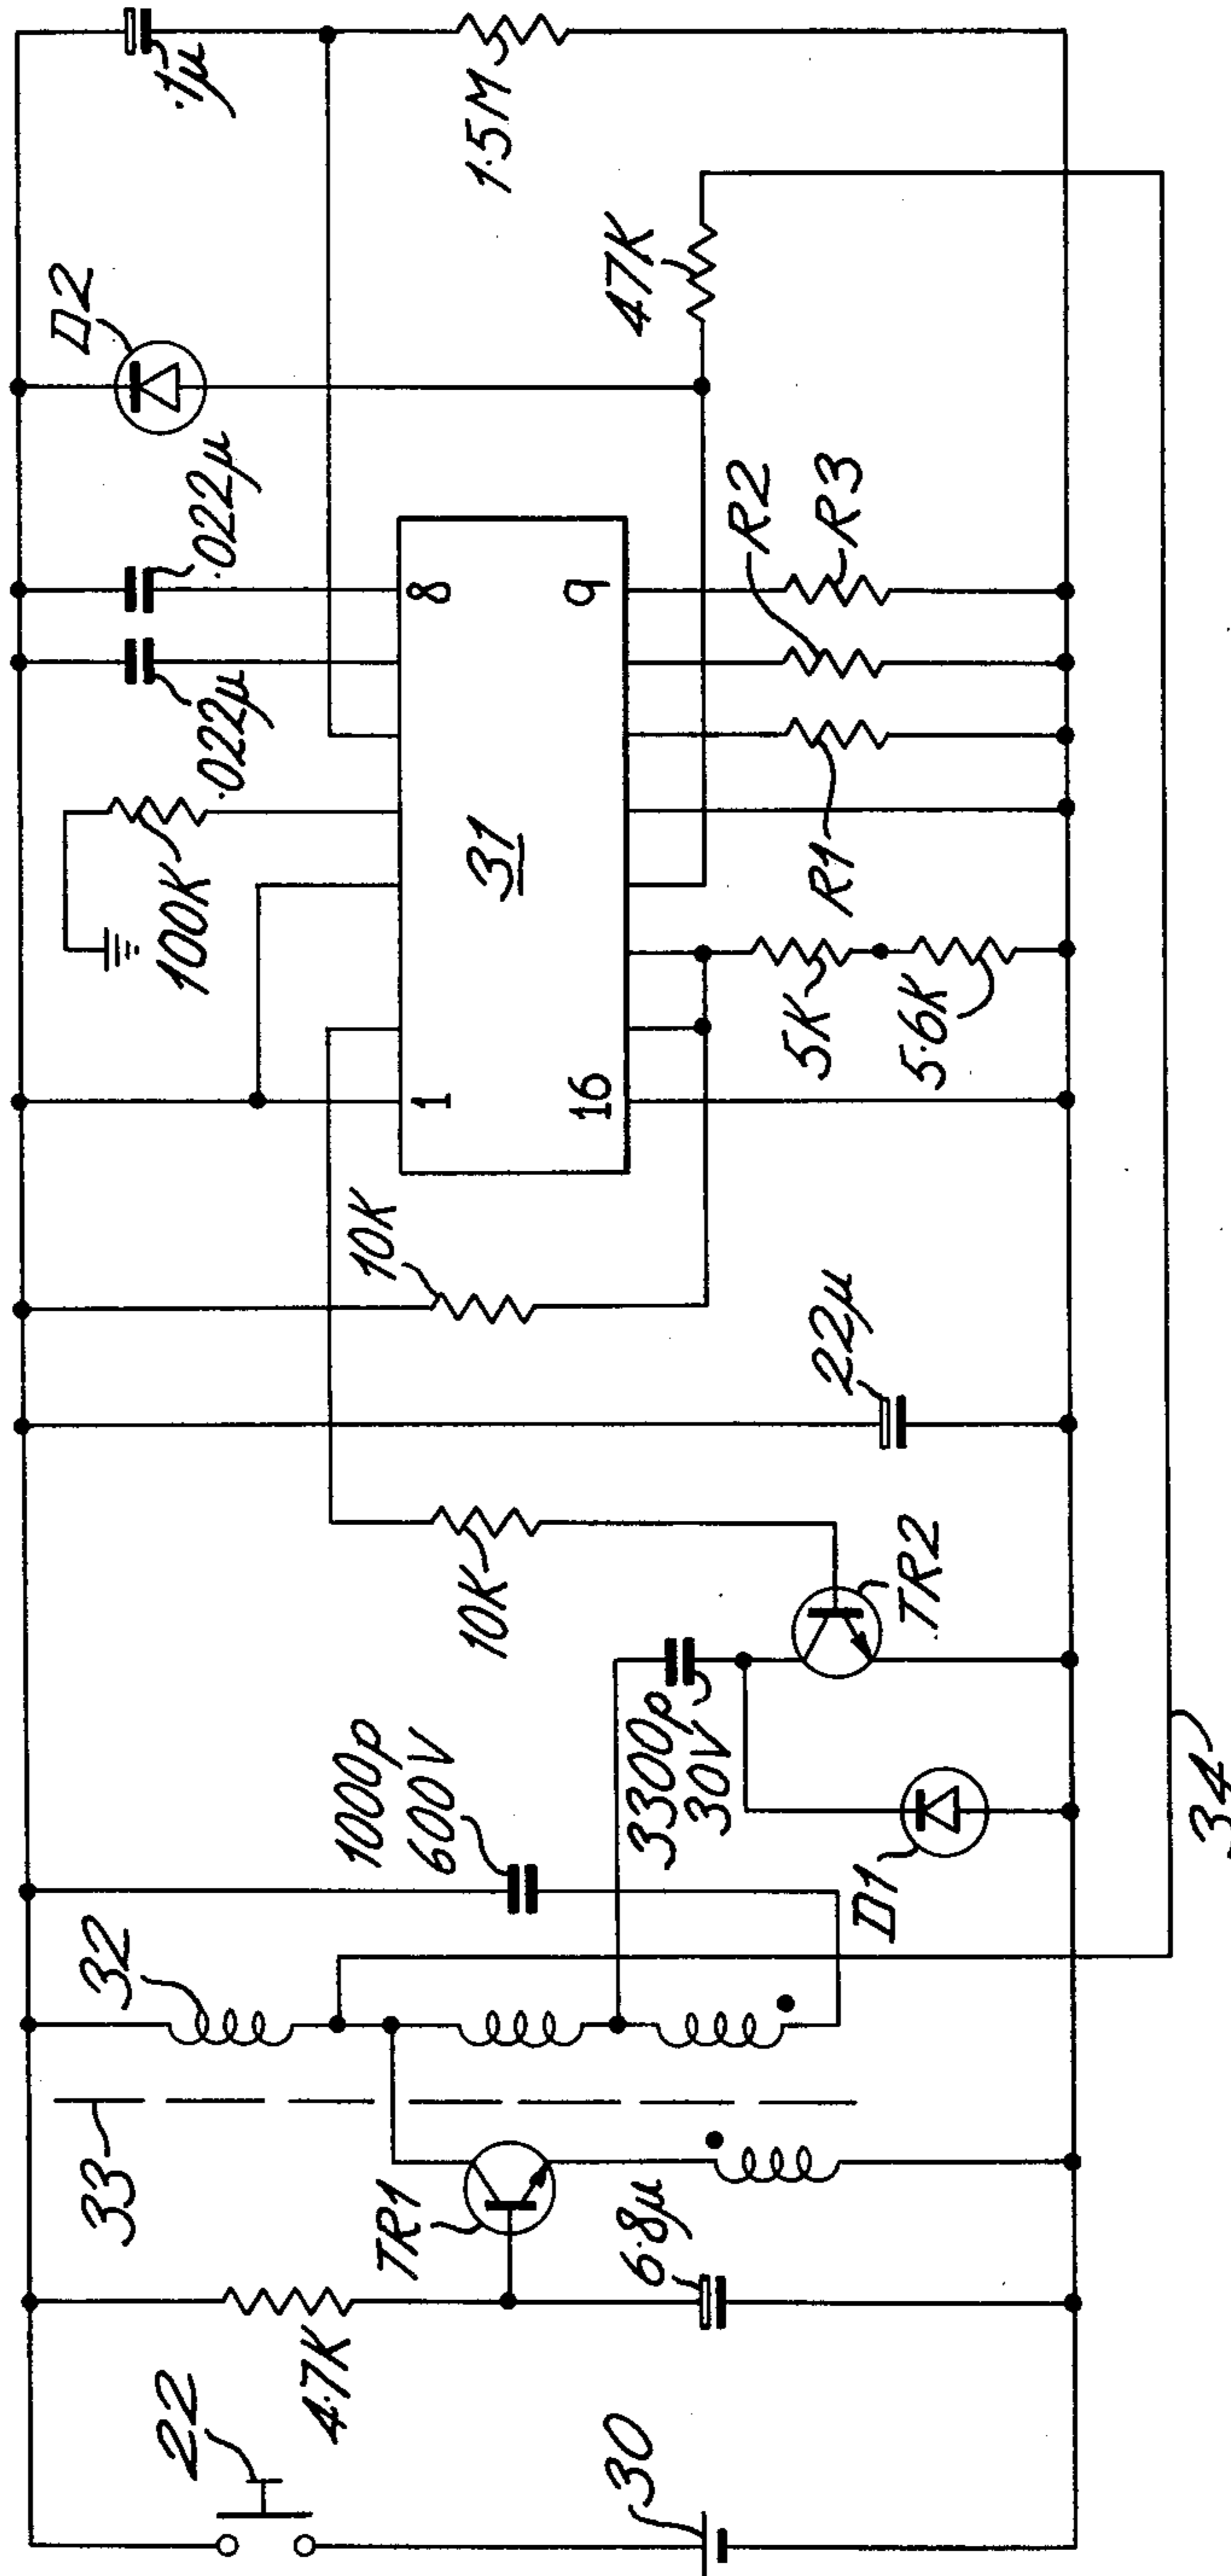 22
30
4.7K
33
TR1
6.8µ
32
1000p
600V
3300p
30V
D1
TR2
10K
22µ
10K
1
8
16
9
31
100K
.022µ
.022µ
D2
.1µ
1.5M
47K
5K
5.6K
R1
R2
R3
34